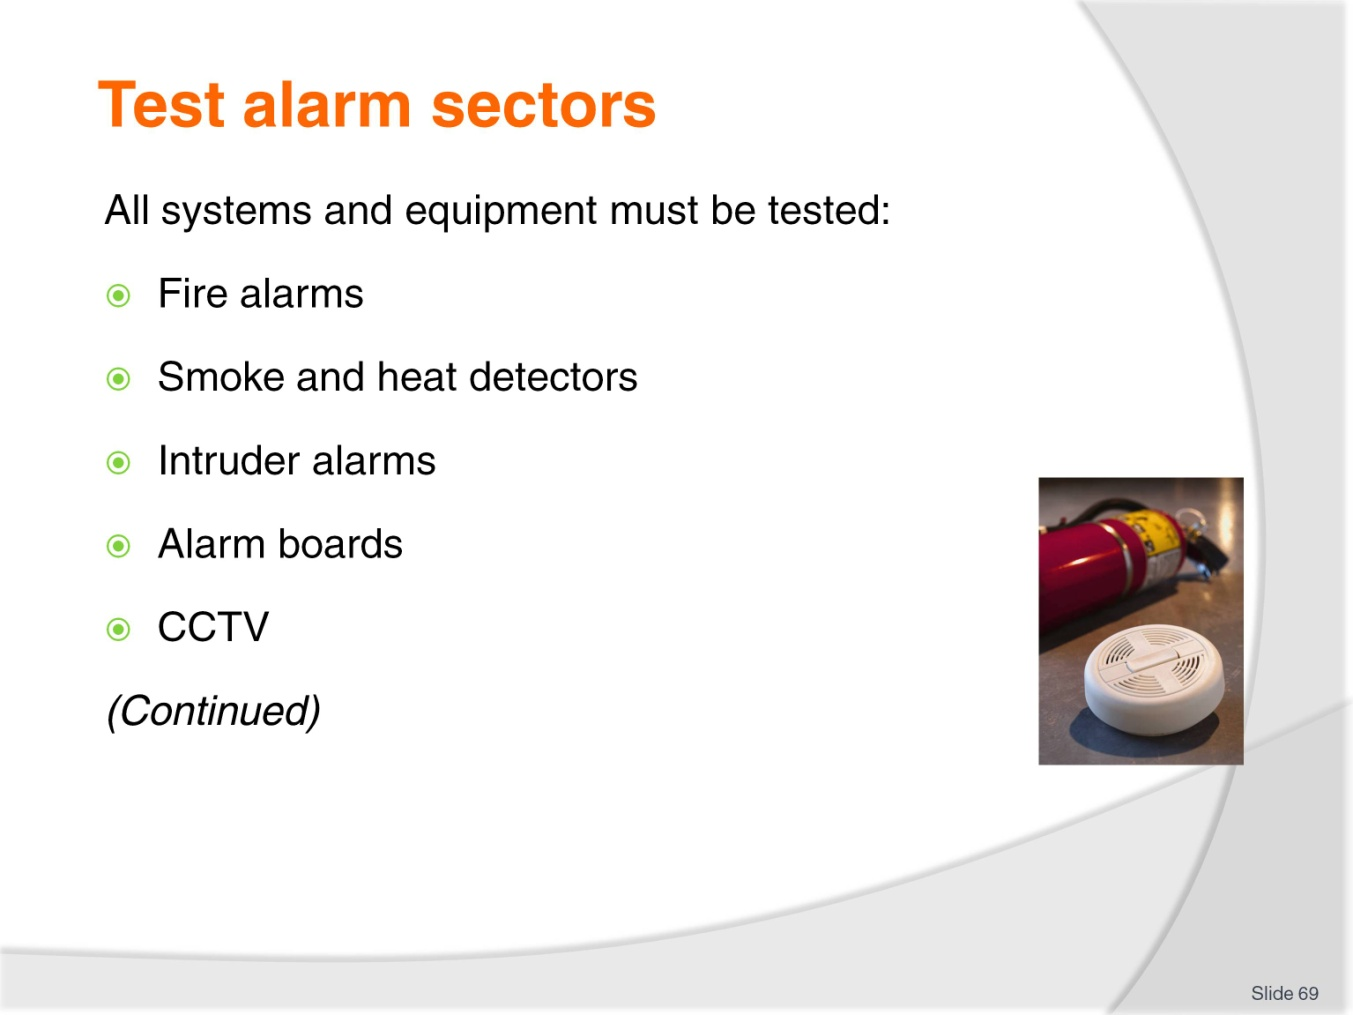 Test alarm sectors
All systems and equipment must be tested:
Fire alarms
Smoke and heat detectors
Intruder alarms
Alarm boards
CCTV
(Continued)
Slide 69